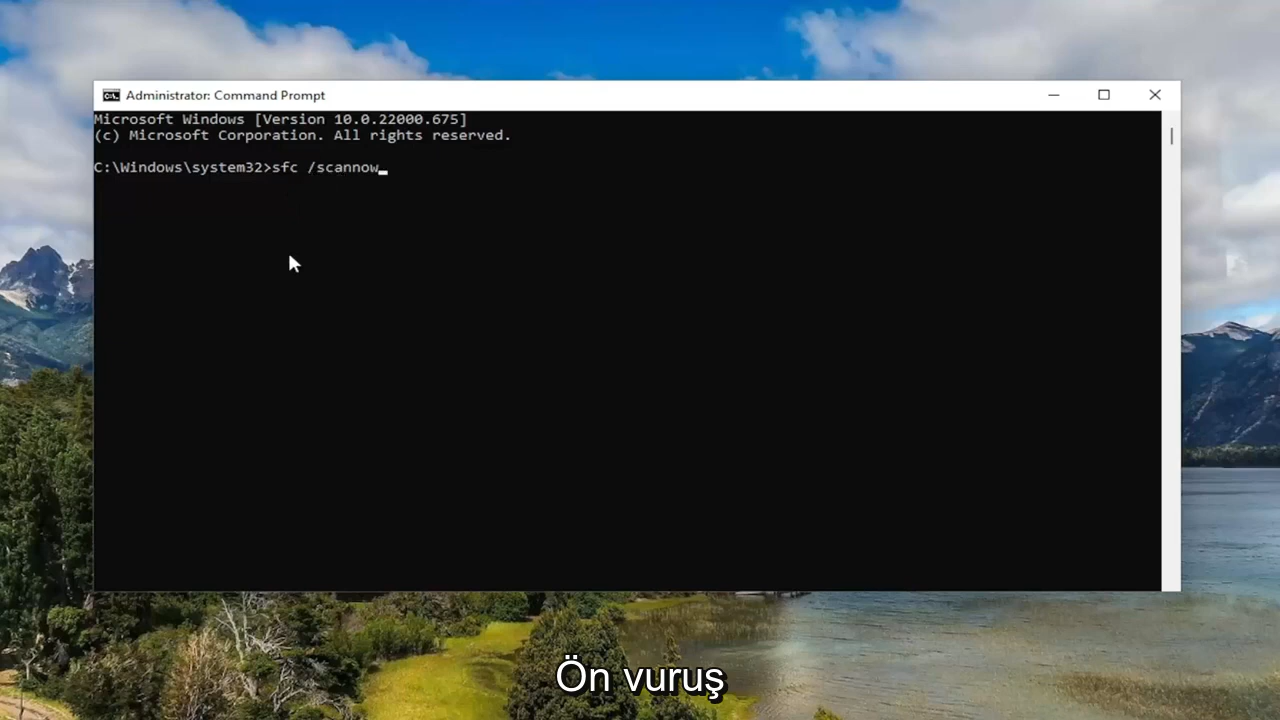 Administrator: Command Prompt
Microsoft Windows [Version 10.0.22000.675]
(c) Microsoft Corporation. All rights reserved.
C:\Windows\system32>sfc /scannow
Ön vuruş